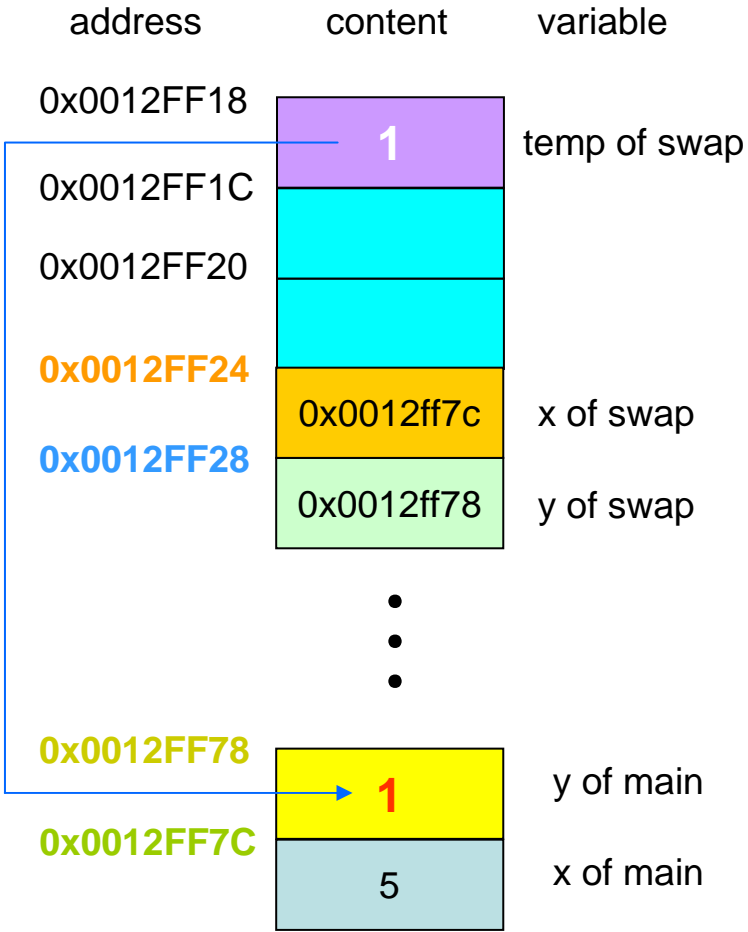 address content variable
0x0012FF18
1 temp of swap
0x0012FF1C
0x0012FF20
0x0012FF24
0x0012ff7c x of swap
0x0012FF28
0x0012ff78 y of swap
0x0012FF78
1 y of main
0x0012FF7C
5 x of main